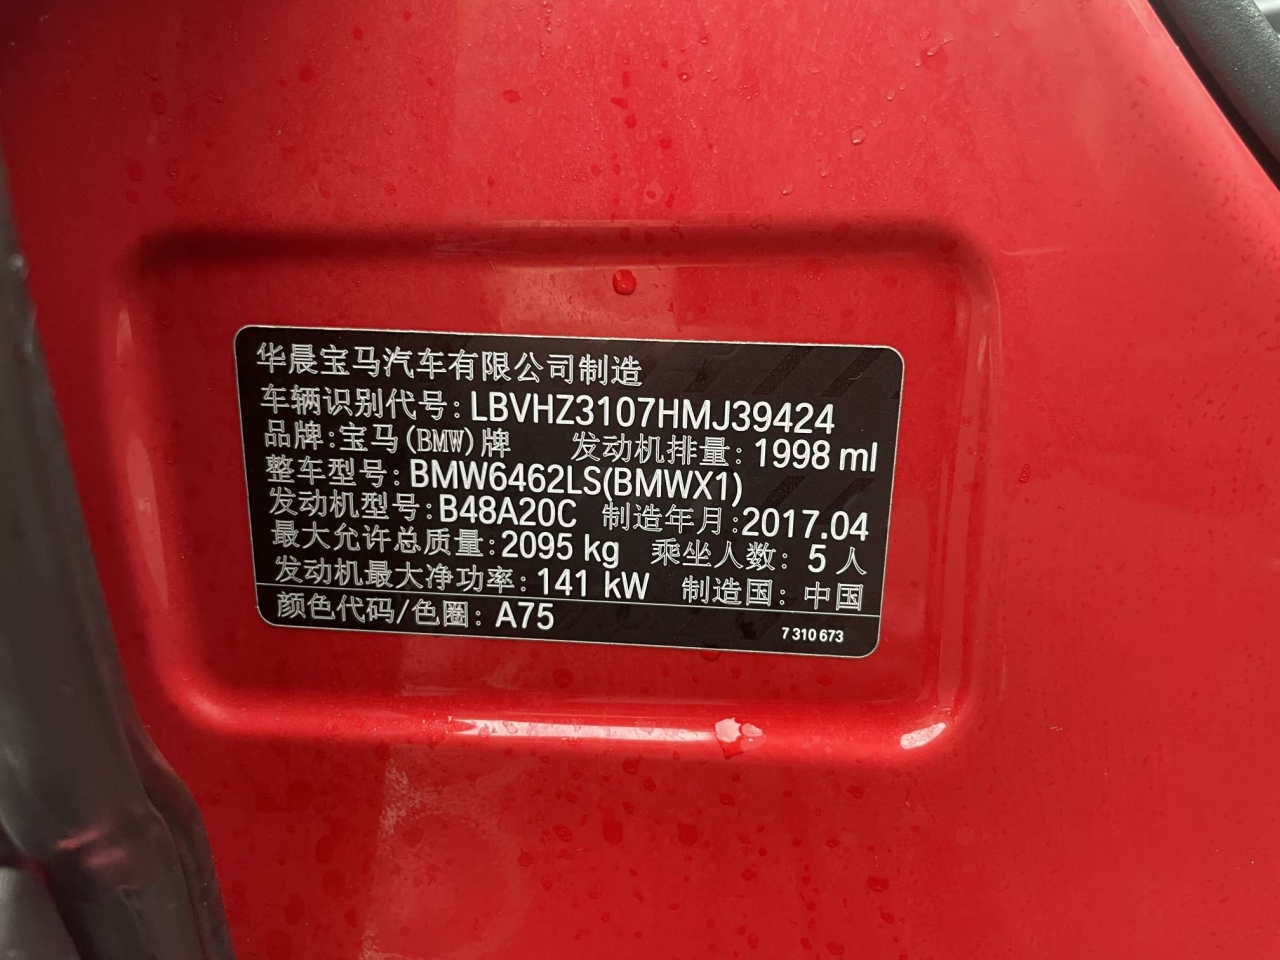 华晨宝马汽车有限公司制造
车辆识别代号: LBVHZ3107HMJ39424
品牌: 宝马(BMW)牌 发动机排量: 1998 ml
整车型号: BMW6462LS(BMWX1)
发动机型号: B48A20C 制造年月: 2017.04
最大允许总质量: 2095 kg 乘坐人数: 5 人
发动机最大净功率: 141 kW 制造国: 中国
颜色代码/色圈: A75 7 310 673